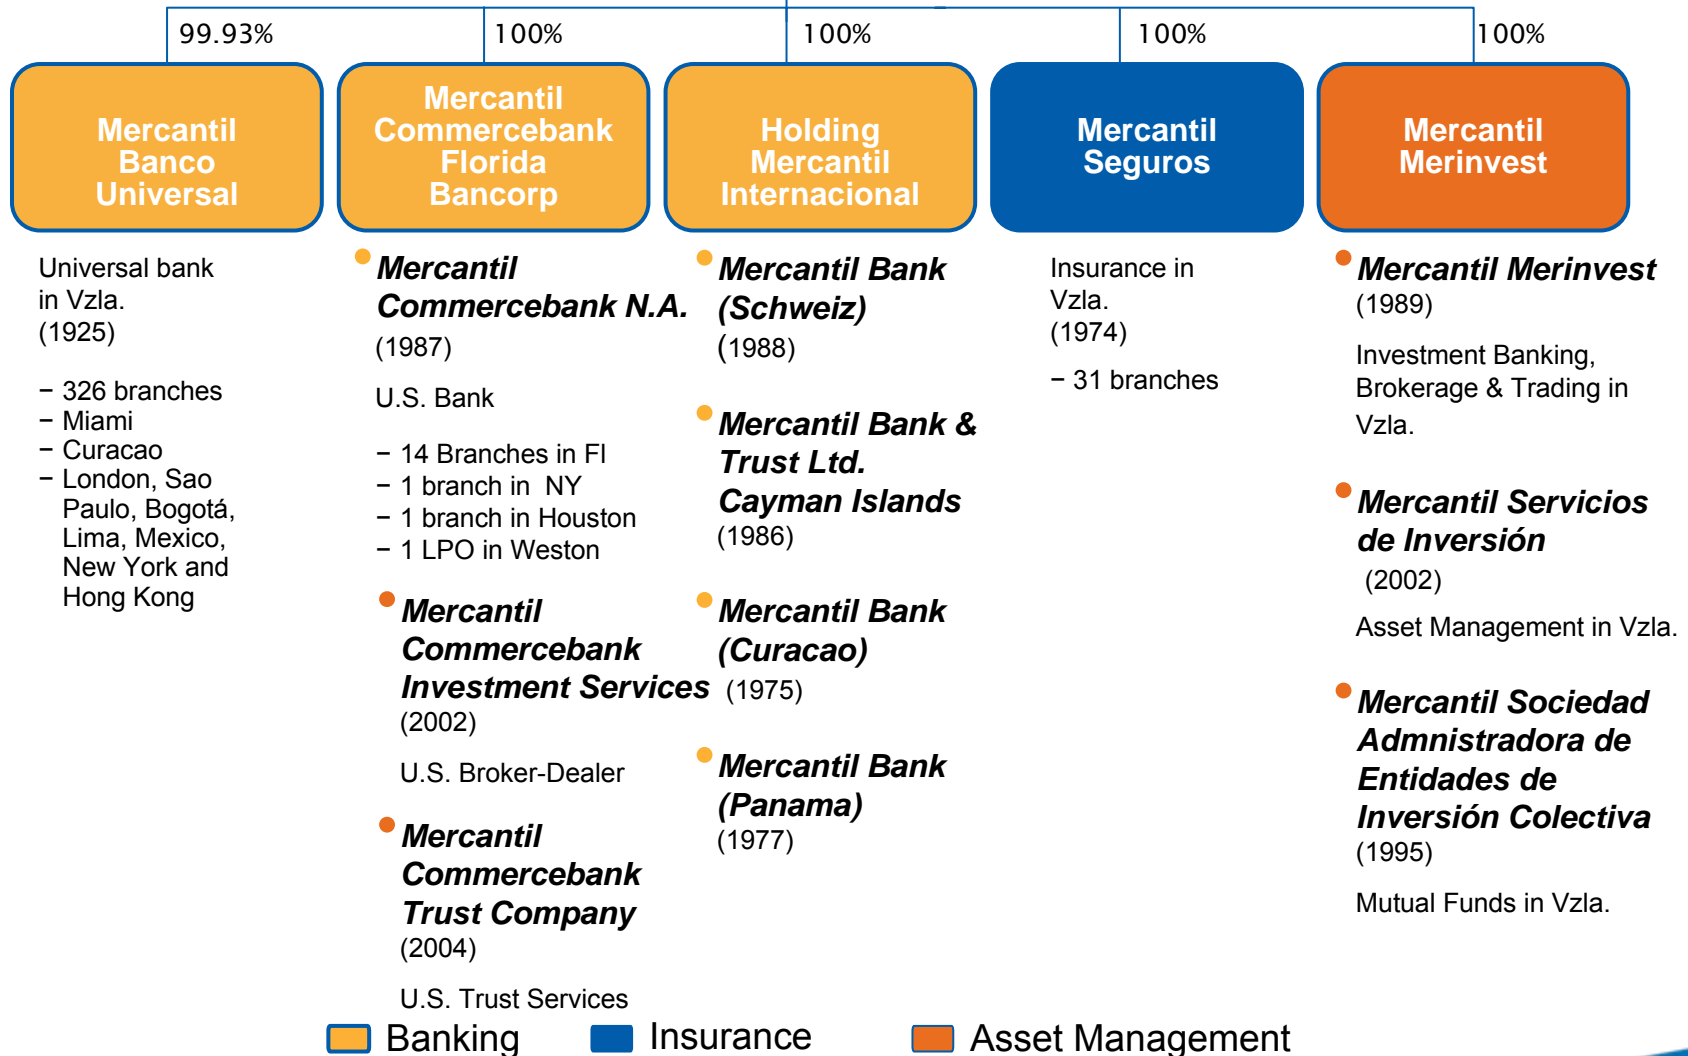 99.93%
100%
100%
100%
100%
Mercantil
Banco
Universal
Mercantil
Commercebank
Florida
Bancorp
Holding
Mercantil
Internacional
Mercantil
Seguros
Mercantil
Merinvest
Universal bank
in Vzla.
(1925)
− 326 branches
− Miami
− Curacao
− London, Sao
Paulo, Bogotá,
Lima, Mexico,
New York and
Hong Kong
• Mercantil
Commercebank N.A.
(1987)
U.S. Bank
− 14 Branches in Fl
− 1 branch in NY
− 1 branch in Houston
− 1 LPO in Weston
• Mercantil
Commercebank
Investment Services
(2002)
U.S. Broker-Dealer
• Mercantil
Commercebank
Trust Company
(2004)
U.S. Trust Services
• Mercantil Bank
(Schweiz)
(1988)
• Mercantil Bank &
Trust Ltd.
Cayman Islands
(1986)
• Mercantil Bank
(Curacao)
(1975)
• Mercantil Bank
(Panama)
(1977)
Insurance in
Vzla.
(1974)
− 31 branches
• Mercantil Merinvest
(1989)
Investment Banking,
Brokerage & Trading in
Vzla.
• Mercantil Servicios
de Inversión
(2002)
Asset Management in Vzla.
• Mercantil Sociedad
Admnistradora de
Entidades de
Inversión Colectiva
(1995)
Mutual Funds in Vzla.
Banking
Insurance
Asset Management